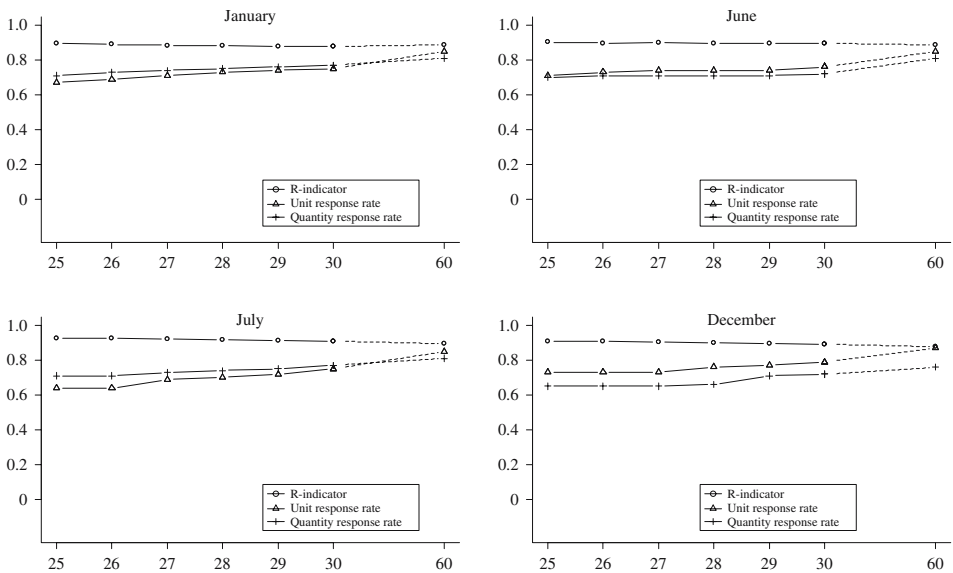 January
1.0
0.8
0.6
0.4
0.2
0
R-indicator
Unit response rate
Quantity response rate
25 26 27 28 29 30 60
June
1.0
0.8
0.6
0.4
0.2
0
R-indicator
Unit response rate
Quantity response rate
25 26 27 28 29 30 60
July
1.0
0.8
0.6
0.4
0.2
0
R-indicator
Unit response rate
Quantity response rate
25 26 27 28 29 30 60
December
1.0
0.8
0.6
0.4
0.2
0
R-indicator
Unit response rate
Quantity response rate
25 26 27 28 29 30 60